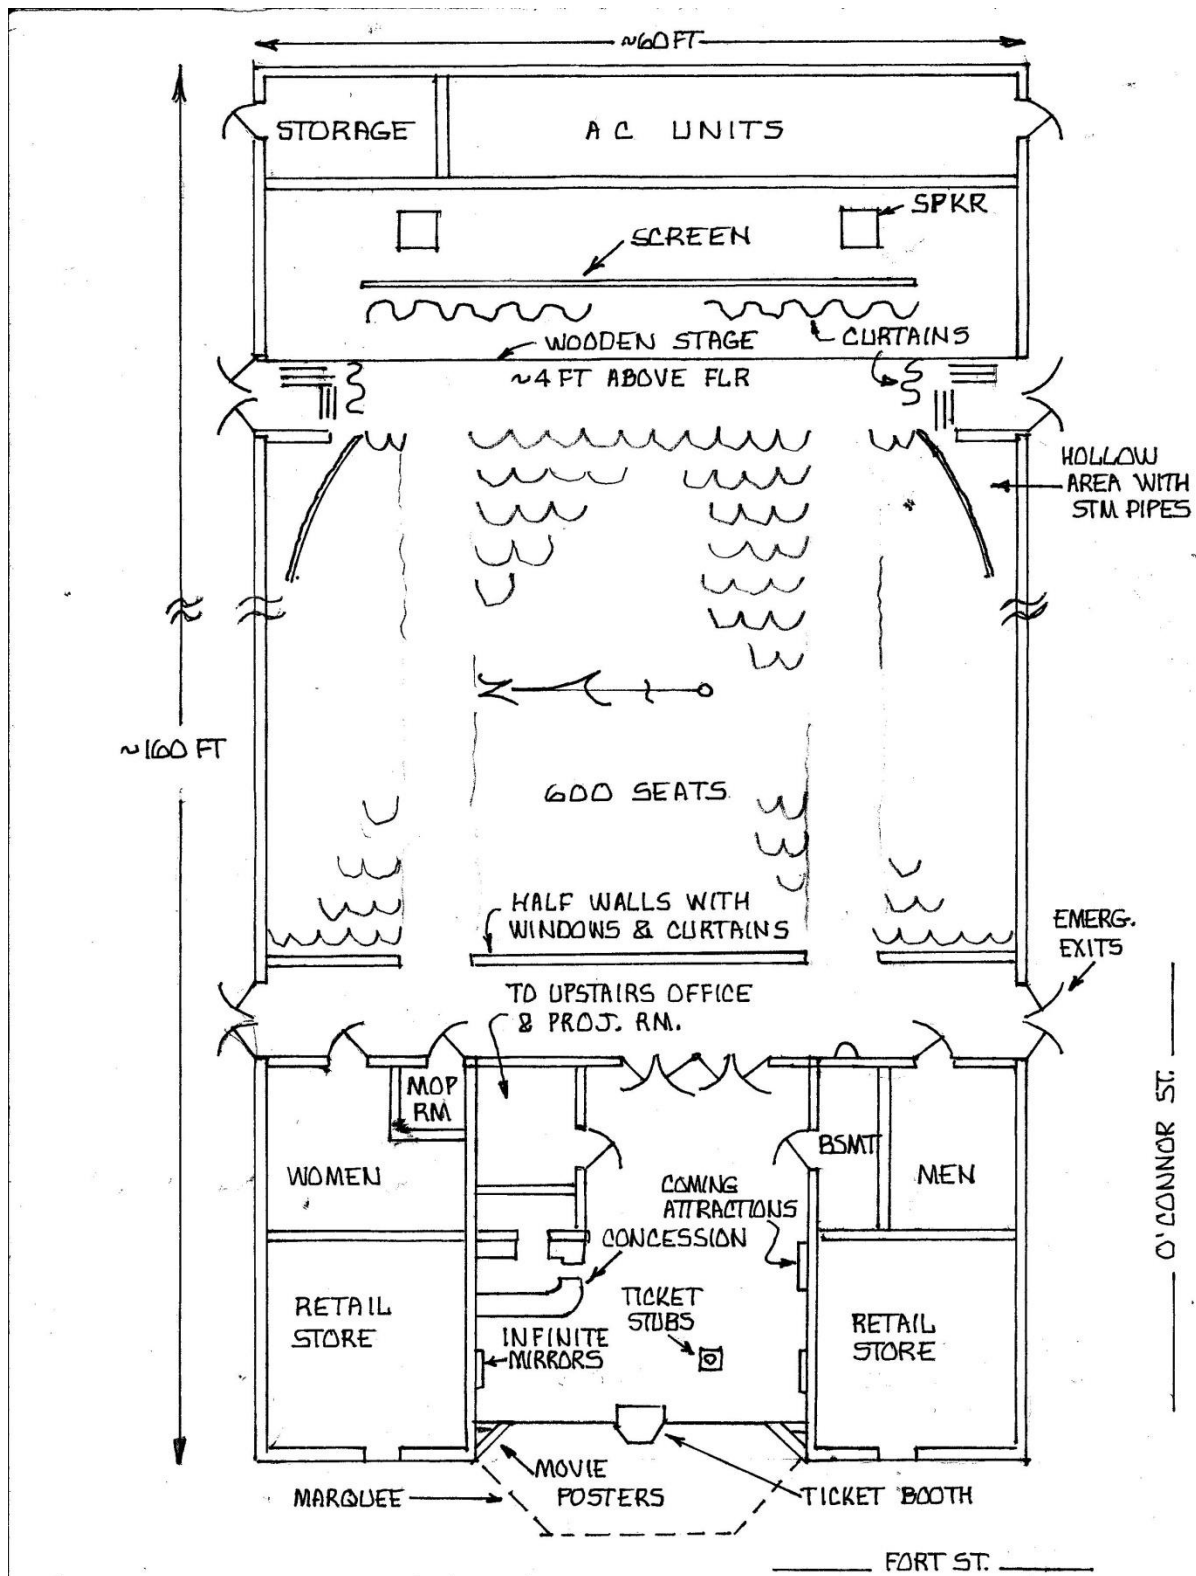 ~60 FT
STORAGE
AC UNITS
SPKR
SCREEN
WOODEN STAGE
CURTAINS
~4 FT ABOVE FLR
HOLLOW
AREA WITH
STM PIPES
N
~160 FT
600 SEATS
HALF WALLS WITH
WINDOWS & CURTAINS
EMERG.
EXITS
TO UPSTAIRS OFFICE
& PROJ. RM.
MOP
RM
WOMEN
BSMT
MEN
COMING
ATTRACTIONS
CONCESSION
O'CONNOR ST.
RETAIL
STORE
INFINITE
MIRRORS
TICKET
STUBS
RETAIL
STORE
MOVIE
POSTERS
MARQUEE
TICKET BOOTH
FORT ST.